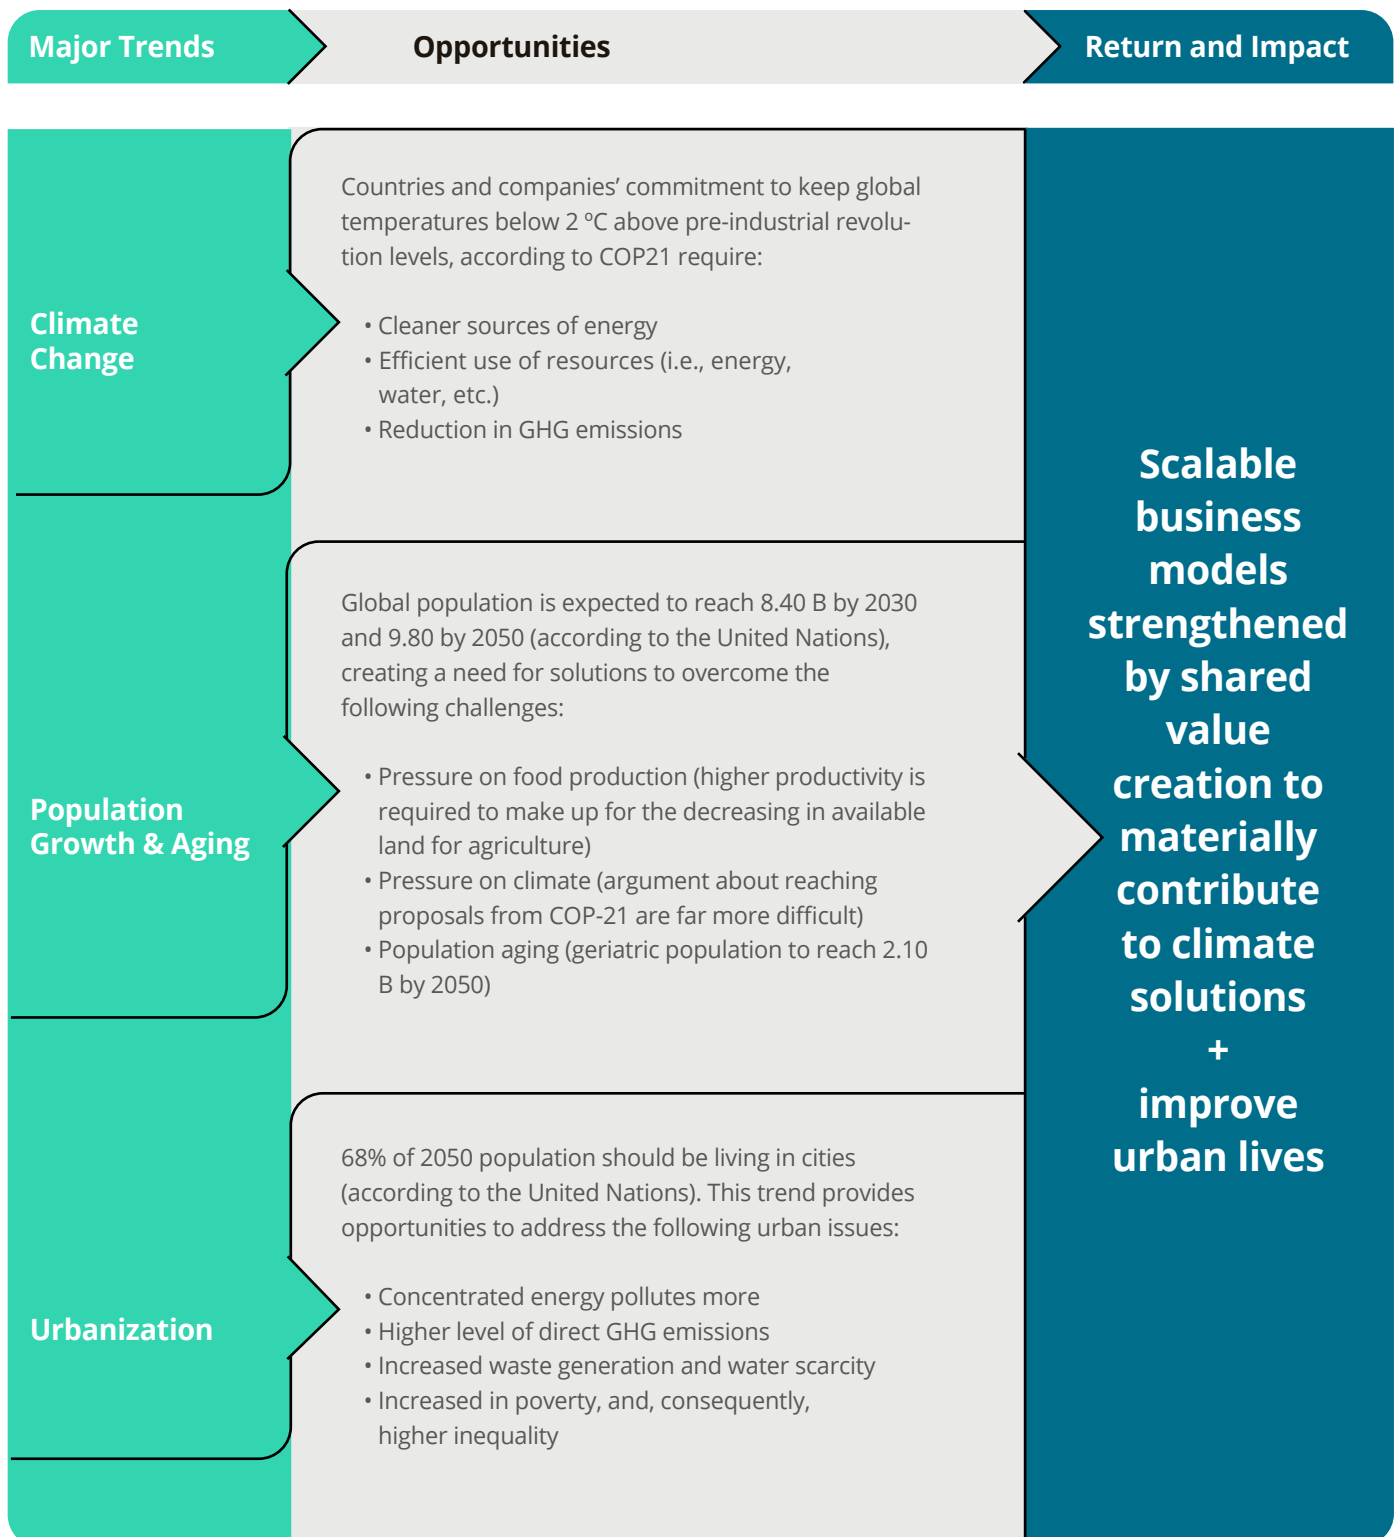 Major Trends
Opportunities
Return and Impact
Climate
Change
Countries and companies’ commitment to keep global
temperatures below 2 ºC above pre-industrial revolu-
tion levels, according to COP21 require:
• Cleaner sources of energy
• Efficient use of resources (i.e., energy,
water, etc.)
• Reduction in GHG emissions
Population
Growth & Aging
Global population is expected to reach 8.40 B by 2030
and 9.80 by 2050 (according to the United Nations),
creating a need for solutions to overcome the
following challenges:
• Pressure on food production (higher productivity is
required to make up for the decreasing in available
land for agriculture)
• Pressure on climate (argument about reaching
proposals from COP-21 are far more difficult)
• Population aging (geriatric population to reach 2.10
B by 2050)
Urbanization
68% of 2050 population should be living in cities
(according to the United Nations). This trend provides
opportunities to address the following urban issues:
• Concentrated energy pollutes more
• Higher level of direct GHG emissions
• Increased waste generation and water scarcity
• Increased in poverty, and, consequently,
higher inequality
Scalable
business
models
strengthened
by shared
value
creation to
materially
contribute
to climate
solutions
+
improve
urban lives